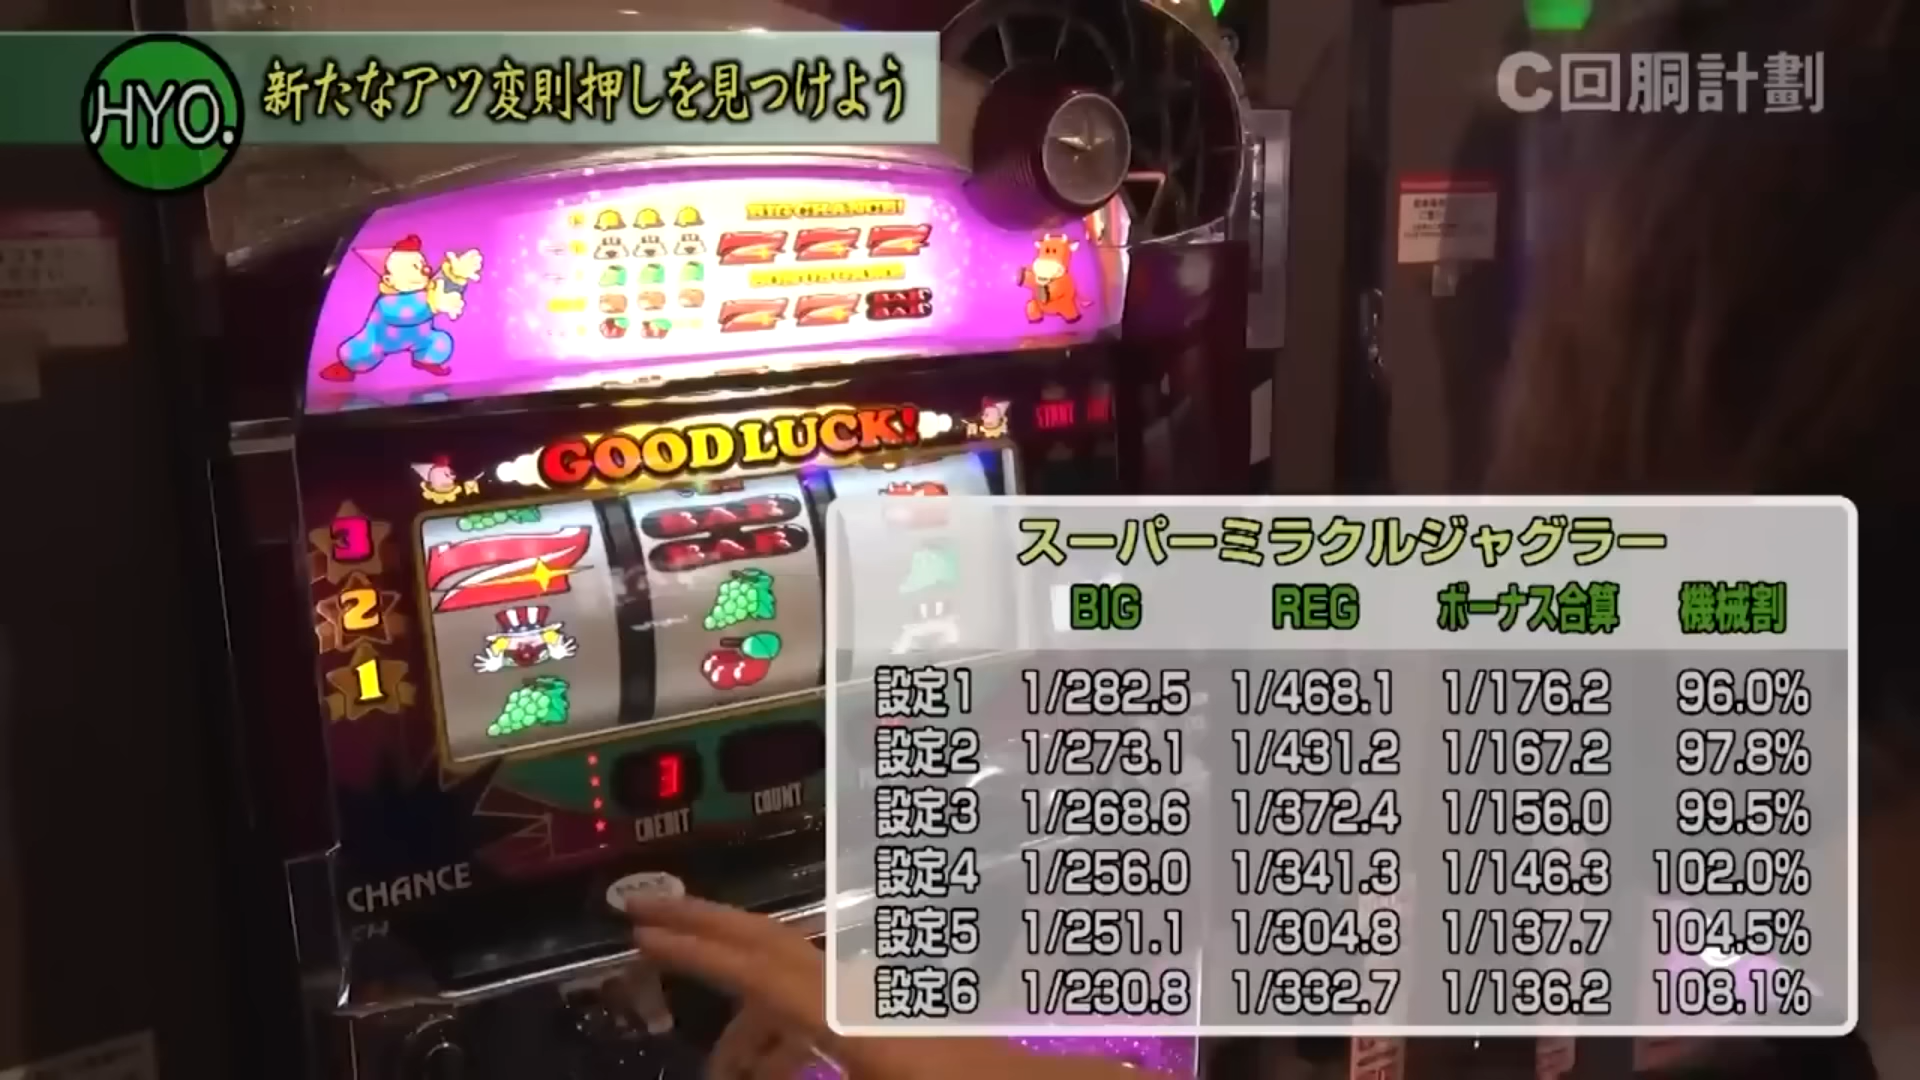 HYO.
新たなアツ変則押しを見つけよう
C回胴計劃
BIG CHANCE!
GOOD LUCK!
BAR
BAR
3
2
1
3
CREDIT
COUNT
CHANCE
スーパーミラクルジャグラー
BIG REG ボーナス合算 機械割
設定1 1/282.5 1/468.1 1/176.2 96.0%
設定2 1/273.1 1/431.2 1/167.2 97.8%
設定3 1/268.6 1/372.4 1/156.0 99.5%
設定4 1/256.0 1/341.3 1/146.3 102.0%
設定5 1/251.1 1/304.8 1/137.7 104.5%
設定6 1/230.8 1/332.7 1/136.2 108.1%